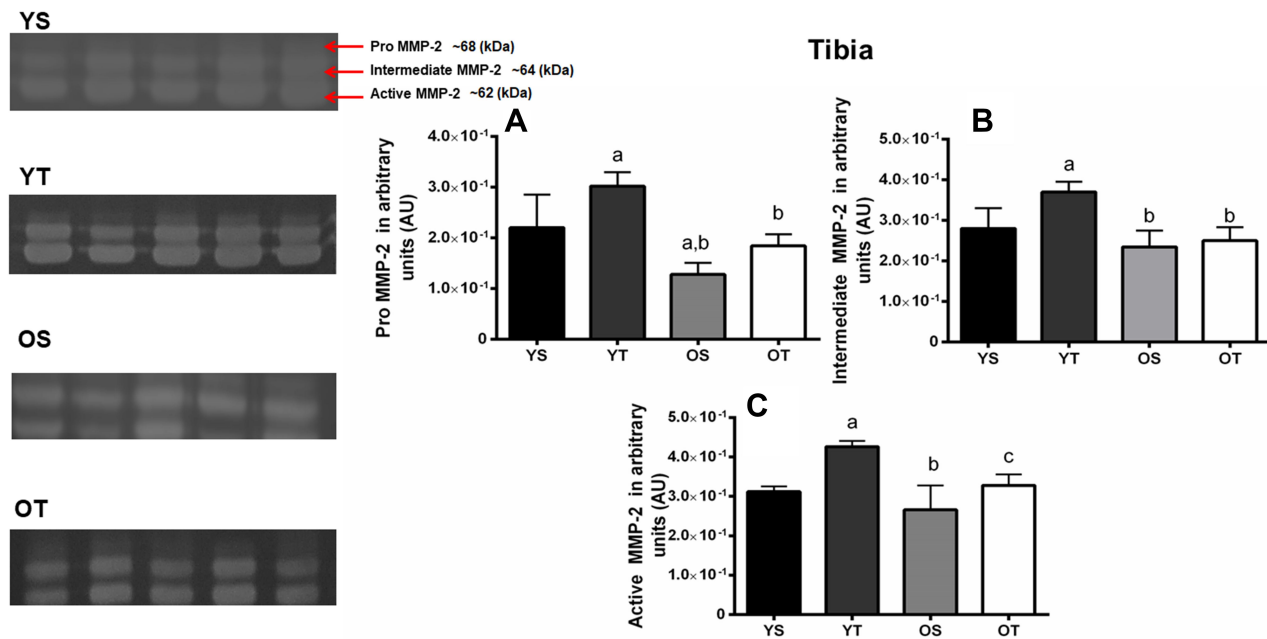 YS
Pro MMP-2 ~68 (kDa)
Intermediate MMP-2 ~64 (kDa)
Active MMP-2 ~62 (kDa)
Tibia
YT
OS
OT
A
Pro MMP-2 in arbitrary
units (AU)
4.0×10⁻¹
3.0×10⁻¹
2.0×10⁻¹
1.0×10⁻¹
0
a
a,b
b
YS YT OS OT
B
Intermediate MMP-2 in arbitrary
units (AU)
5.0×10⁻¹
4.0×10⁻¹
3.0×10⁻¹
2.0×10⁻¹
1.0×10⁻¹
0
a
b
b
YS YT OS OT
C
Active MMP-2 in arbitrary
units (AU)
5.0×10⁻¹
4.0×10⁻¹
3.0×10⁻¹
2.0×10⁻¹
1.0×10⁻¹
0
a
b
c
YS YT OS OT